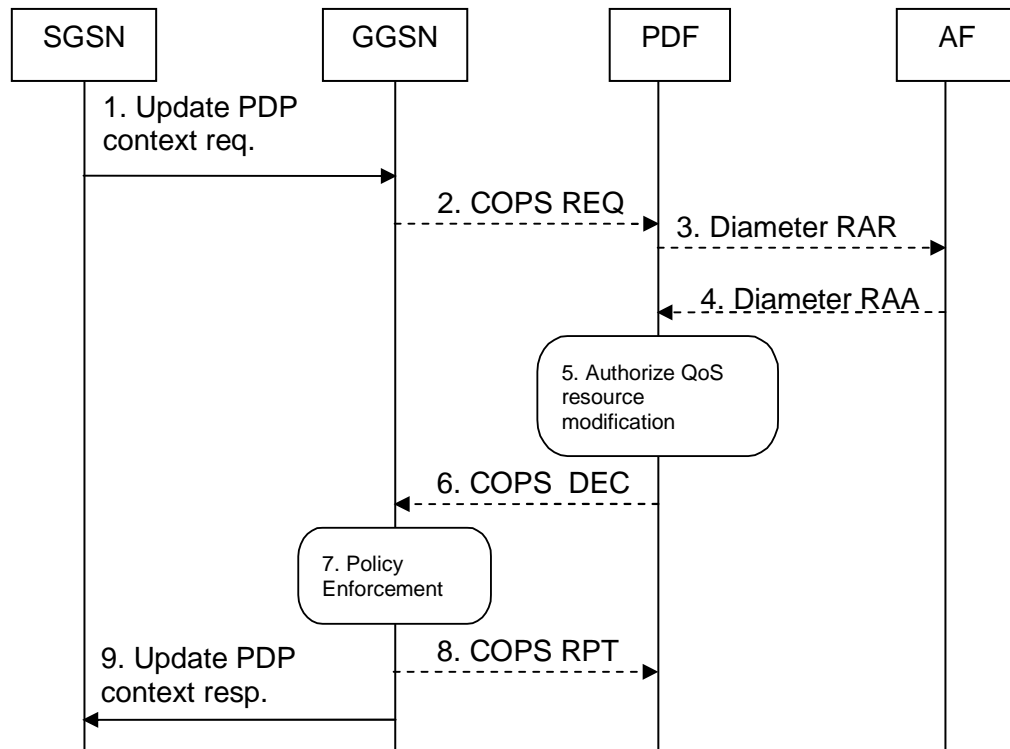 SGSN
GGSN
PDF
AF
1. Update PDP
context req.
2. COPS REQ
3. Diameter RAR
4. Diameter RAA
5. Authorize QoS
resource
modification
6. COPS DEC
7. Policy
Enforcement
8. COPS RPT
9. Update PDP
context resp.